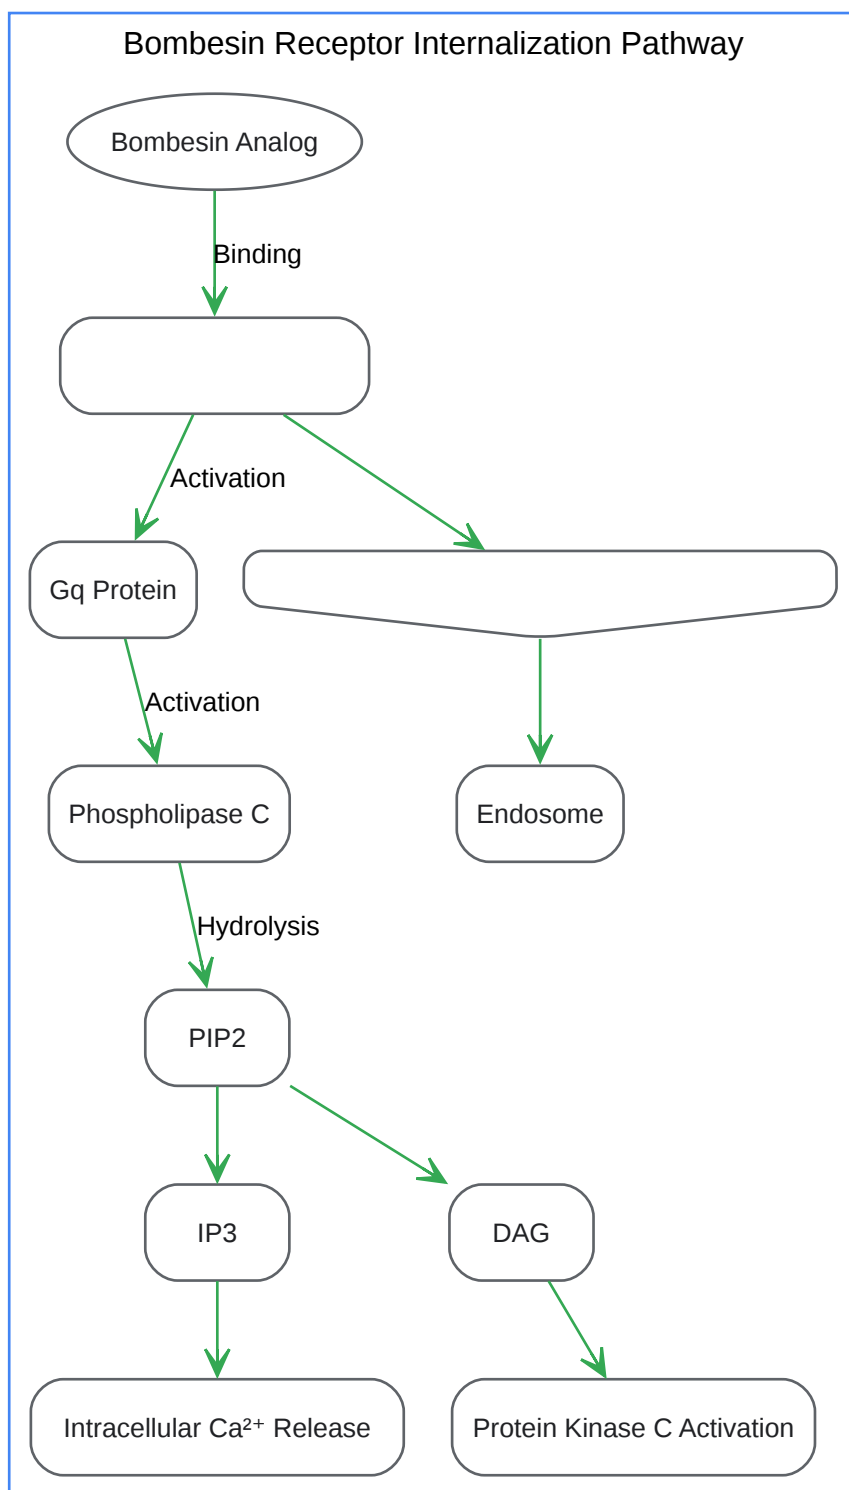 Bombesin Receptor Internalization Pathway
Bombesin Analog
Binding
Activation
Gq Protein
Activation
Phospholipase C
Endosome
Hydrolysis
PIP2
IP3
DAG
Intracellular Ca²⁺ Release
Protein Kinase C Activation